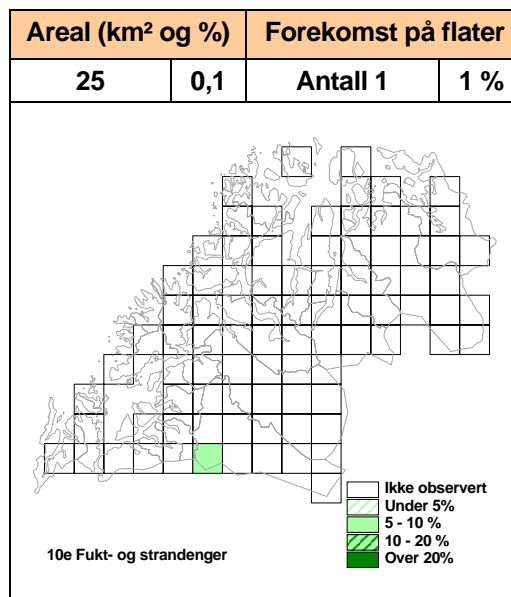 Areal (km² og %) Forekomst på flater
25 0,1 Antall 1 1 %
Ikke observert
Under 5%
5 - 10 %
10 - 20 %
Over 20%
10e Fukt- og strandenger